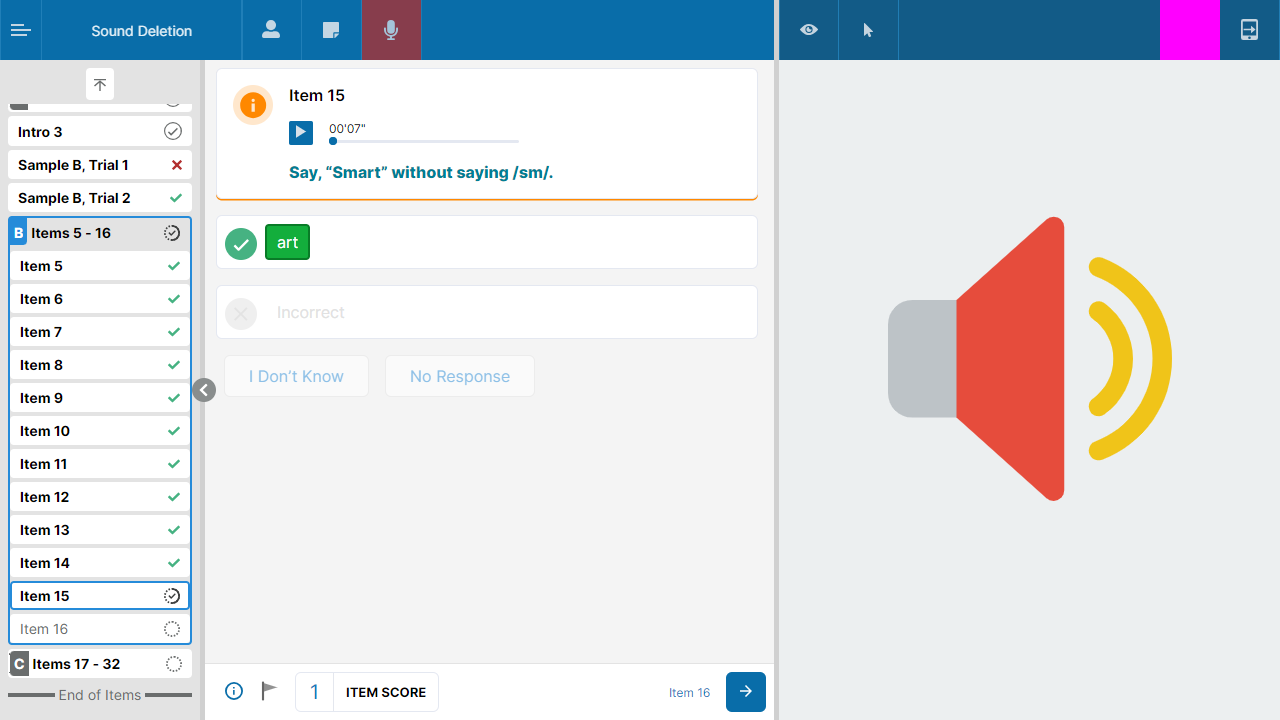 Sound Deletion
Intro 3
Sample B, Trial 1
Sample B, Trial 2
B Items 5 - 16
Item 5
Item 6
Item 7
Item 8
Item 9
Item 10
Item 11
Item 12
Item 13
Item 14
Item 15
Item 16
C Items 17 - 32
End of Items
Item 15
00'07"
Say, “Smart” without saying /sm/.
art
Incorrect
I Don’t Know
No Response
1 ITEM SCORE
Item 16